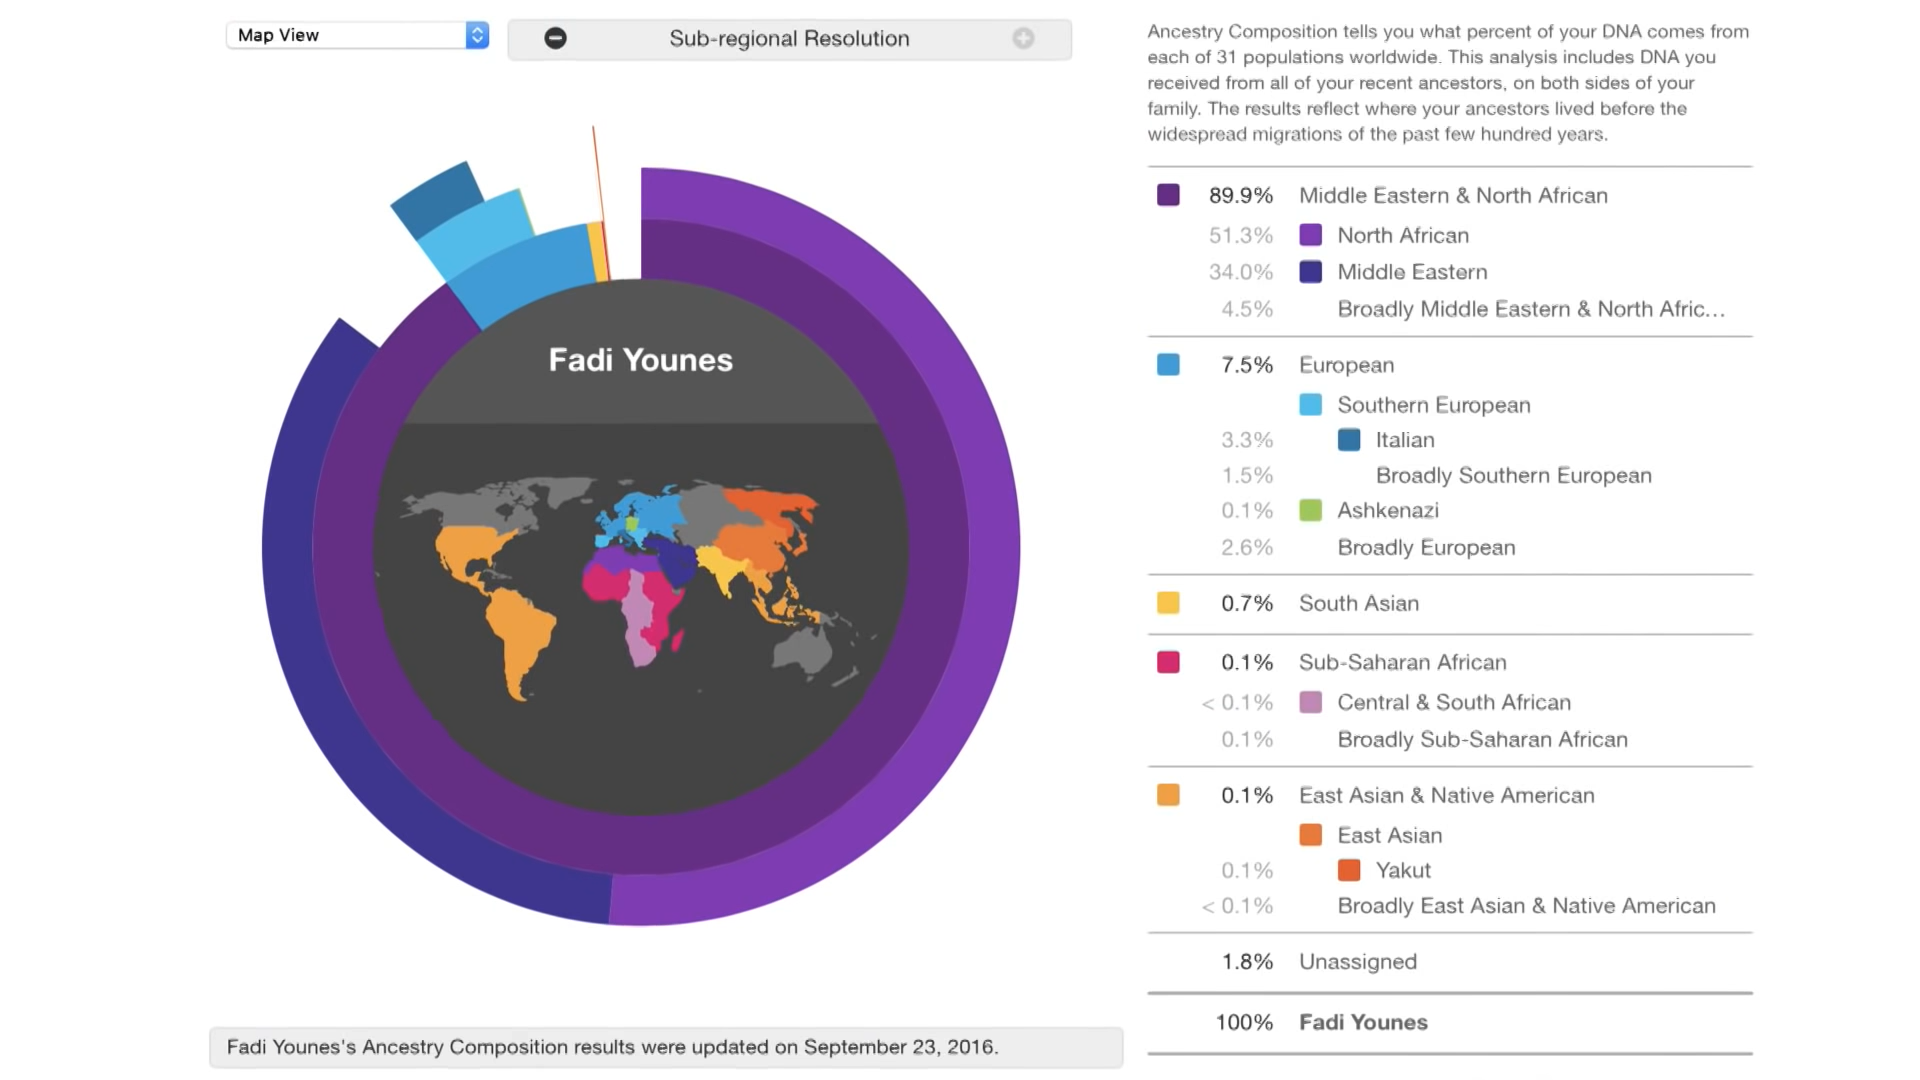 Map View
Sub-regional Resolution
Fadi Younes
Fadi Younes's Ancestry Composition results were updated on September 23, 2016.
Ancestry Composition tells you what percent of your DNA comes from
each of 31 populations worldwide. This analysis includes DNA you
received from all of your recent ancestors, on both sides of your
family. The results reflect where your ancestors lived before the
widespread migrations of the past few hundred years.
89.9% Middle Eastern & North African
51.3% North African
34.0% Middle Eastern
4.5% Broadly Middle Eastern & North Afric...
7.5% European
Southern European
3.3% Italian
1.5% Broadly Southern European
0.1% Ashkenazi
2.6% Broadly European
0.7% South Asian
0.1% Sub-Saharan African
< 0.1% Central & South African
0.1% Broadly Sub-Saharan African
0.1% East Asian & Native American
East Asian
0.1% Yakut
< 0.1% Broadly East Asian & Native American
1.8% Unassigned
100% Fadi Younes